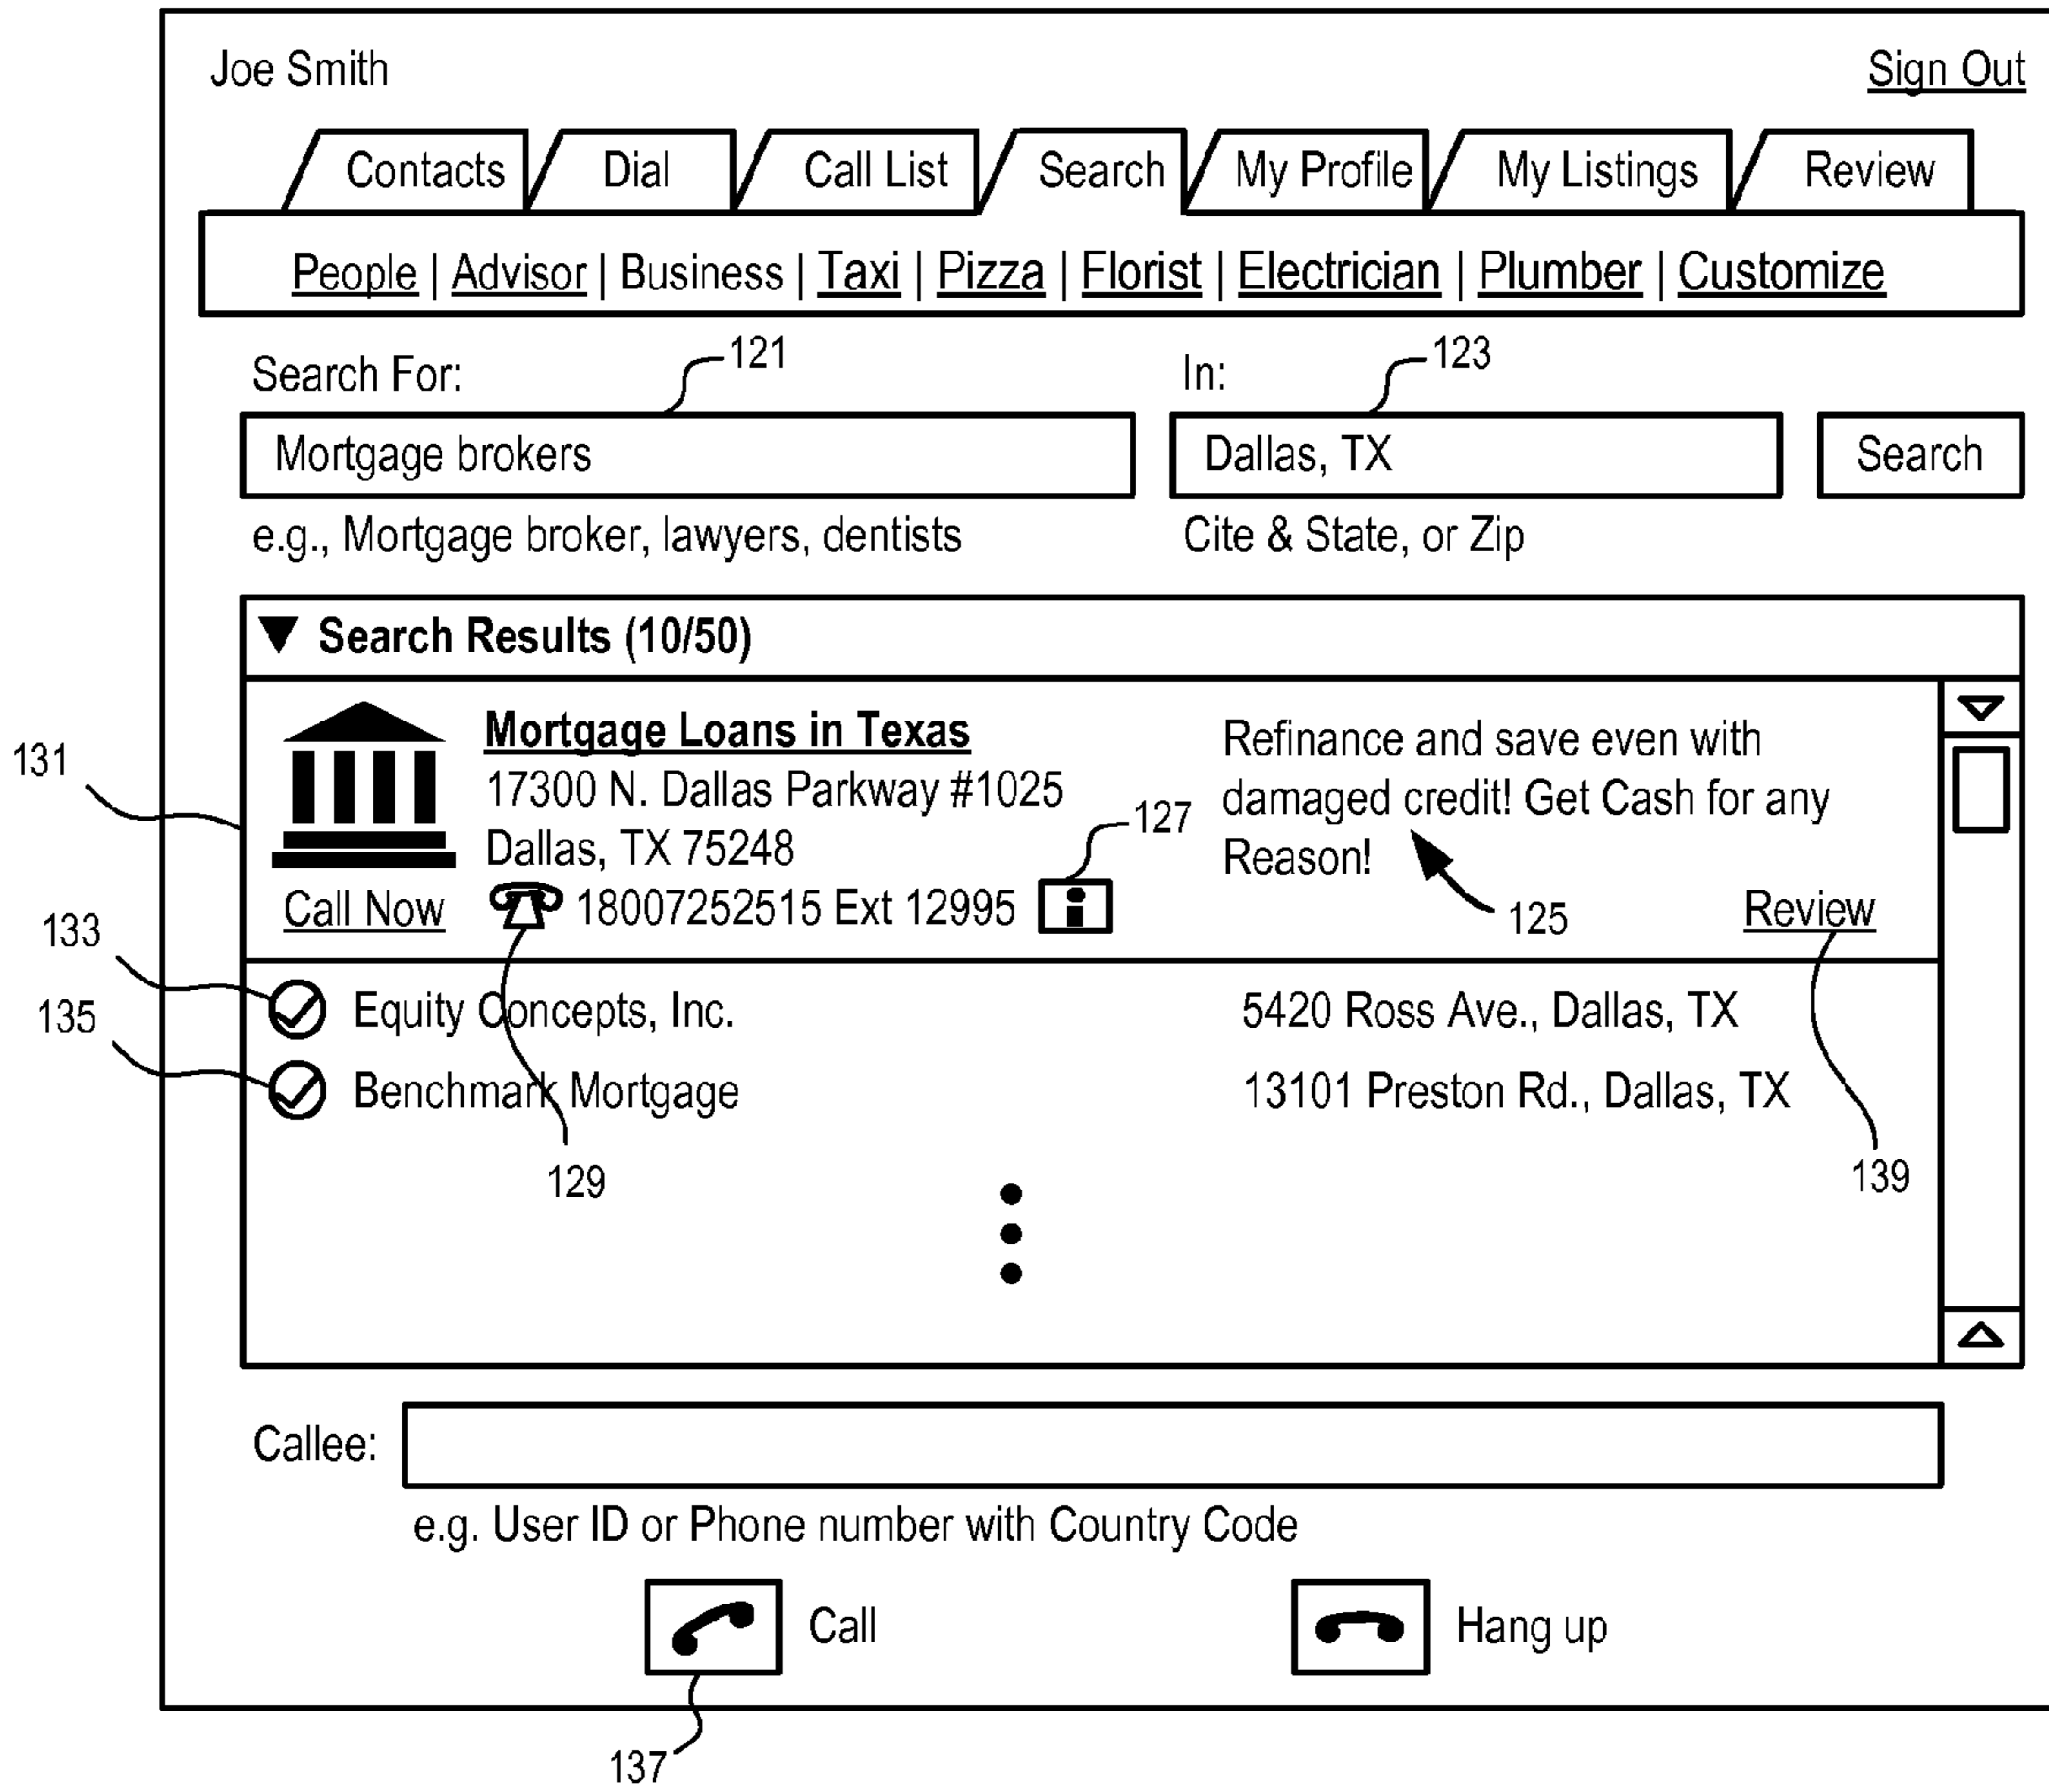 Joe Smith
Sign Out
Contacts Dial Call List Search My Profile My Listings Review
People | Advisor | Business | Taxi | Pizza | Florist | Electrician | Plumber | Customize
121
123
Search For:
In:
Mortgage brokers
Dallas, TX
Search
e.g., Mortgage broker, lawyers, dentists
Cite & State, or Zip
Search Results (10/50)
131
Mortgage Loans in Texas
17300 N. Dallas Parkway #1025
Dallas, TX 75248
127
Refinance and save even with
damaged credit! Get Cash for any
Reason!
125
Call Now
18007252515 Ext 12995
i
Review
133
Equity Concepts, Inc.
5420 Ross Ave., Dallas, TX
135
Benchmark Mortgage
13101 Preston Rd., Dallas, TX
129
139
Callee:
e.g. User ID or Phone number with Country Code
Call
Hang up
137